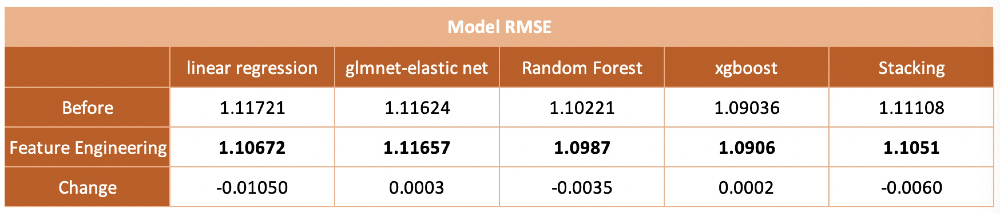 Model RMSE
linear regression glmnet-elastic net Random Forest xgboost Stacking
Before 1.11721 1.11624 1.10221 1.09036 1.11108
Feature Engineering 1.10672 1.11657 1.0987 1.0906 1.1051
Change -0.01050 0.0003 -0.0035 0.0002 -0.0060